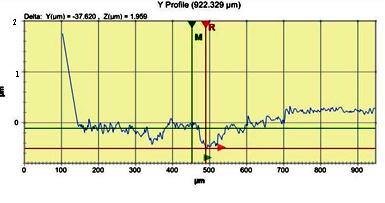 Y Profile (922.329 µm)
Delta: Y(µm) = -37.620 , Z(µm) = 1.959
2
1
0
µm
M
R
0 100 200 300 400 500 600 700 800 900
µm